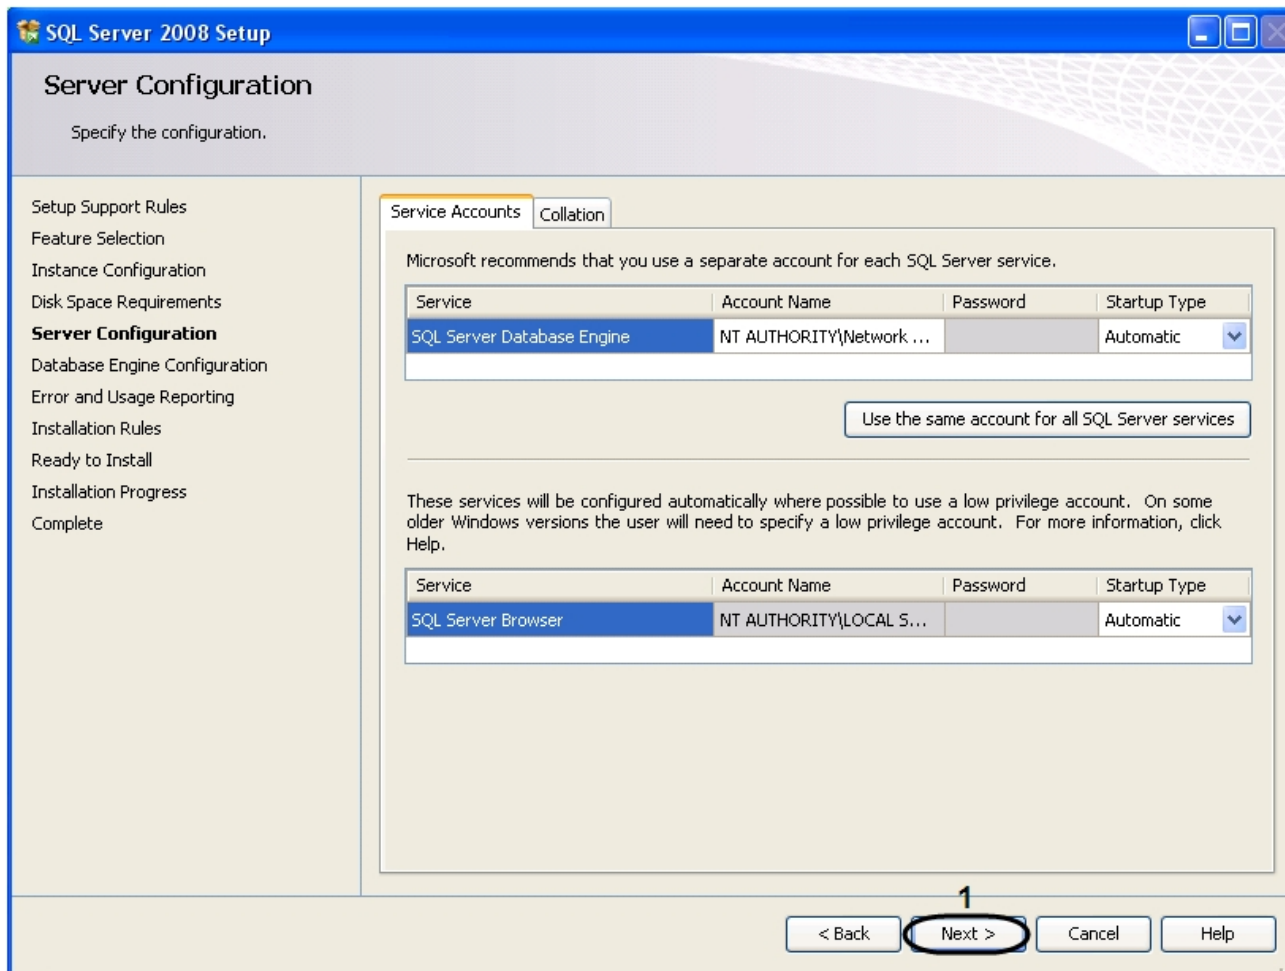 SQL Server 2008 Setup
Server Configuration
Specify the configuration.
Setup Support Rules
Feature Selection
Instance Configuration
Disk Space Requirements
Server Configuration
Database Engine Configuration
Error and Usage Reporting
Installation Rules
Ready to Install
Installation Progress
Complete
Service Accounts
Collation
Microsoft recommends that you use a separate account for each SQL Server service.
Service Account Name Password Startup Type
SQL Server Database Engine NT AUTHORITY\Network ... Automatic
Use the same account for all SQL Server services
These services will be configured automatically where possible to use a low privilege account. On some
older Windows versions the user will need to specify a low privilege account. For more information, click
Help.
Service Account Name Password Startup Type
SQL Server Browser NT AUTHORITY\LOCAL S... Automatic
1
< Back Next > Cancel Help